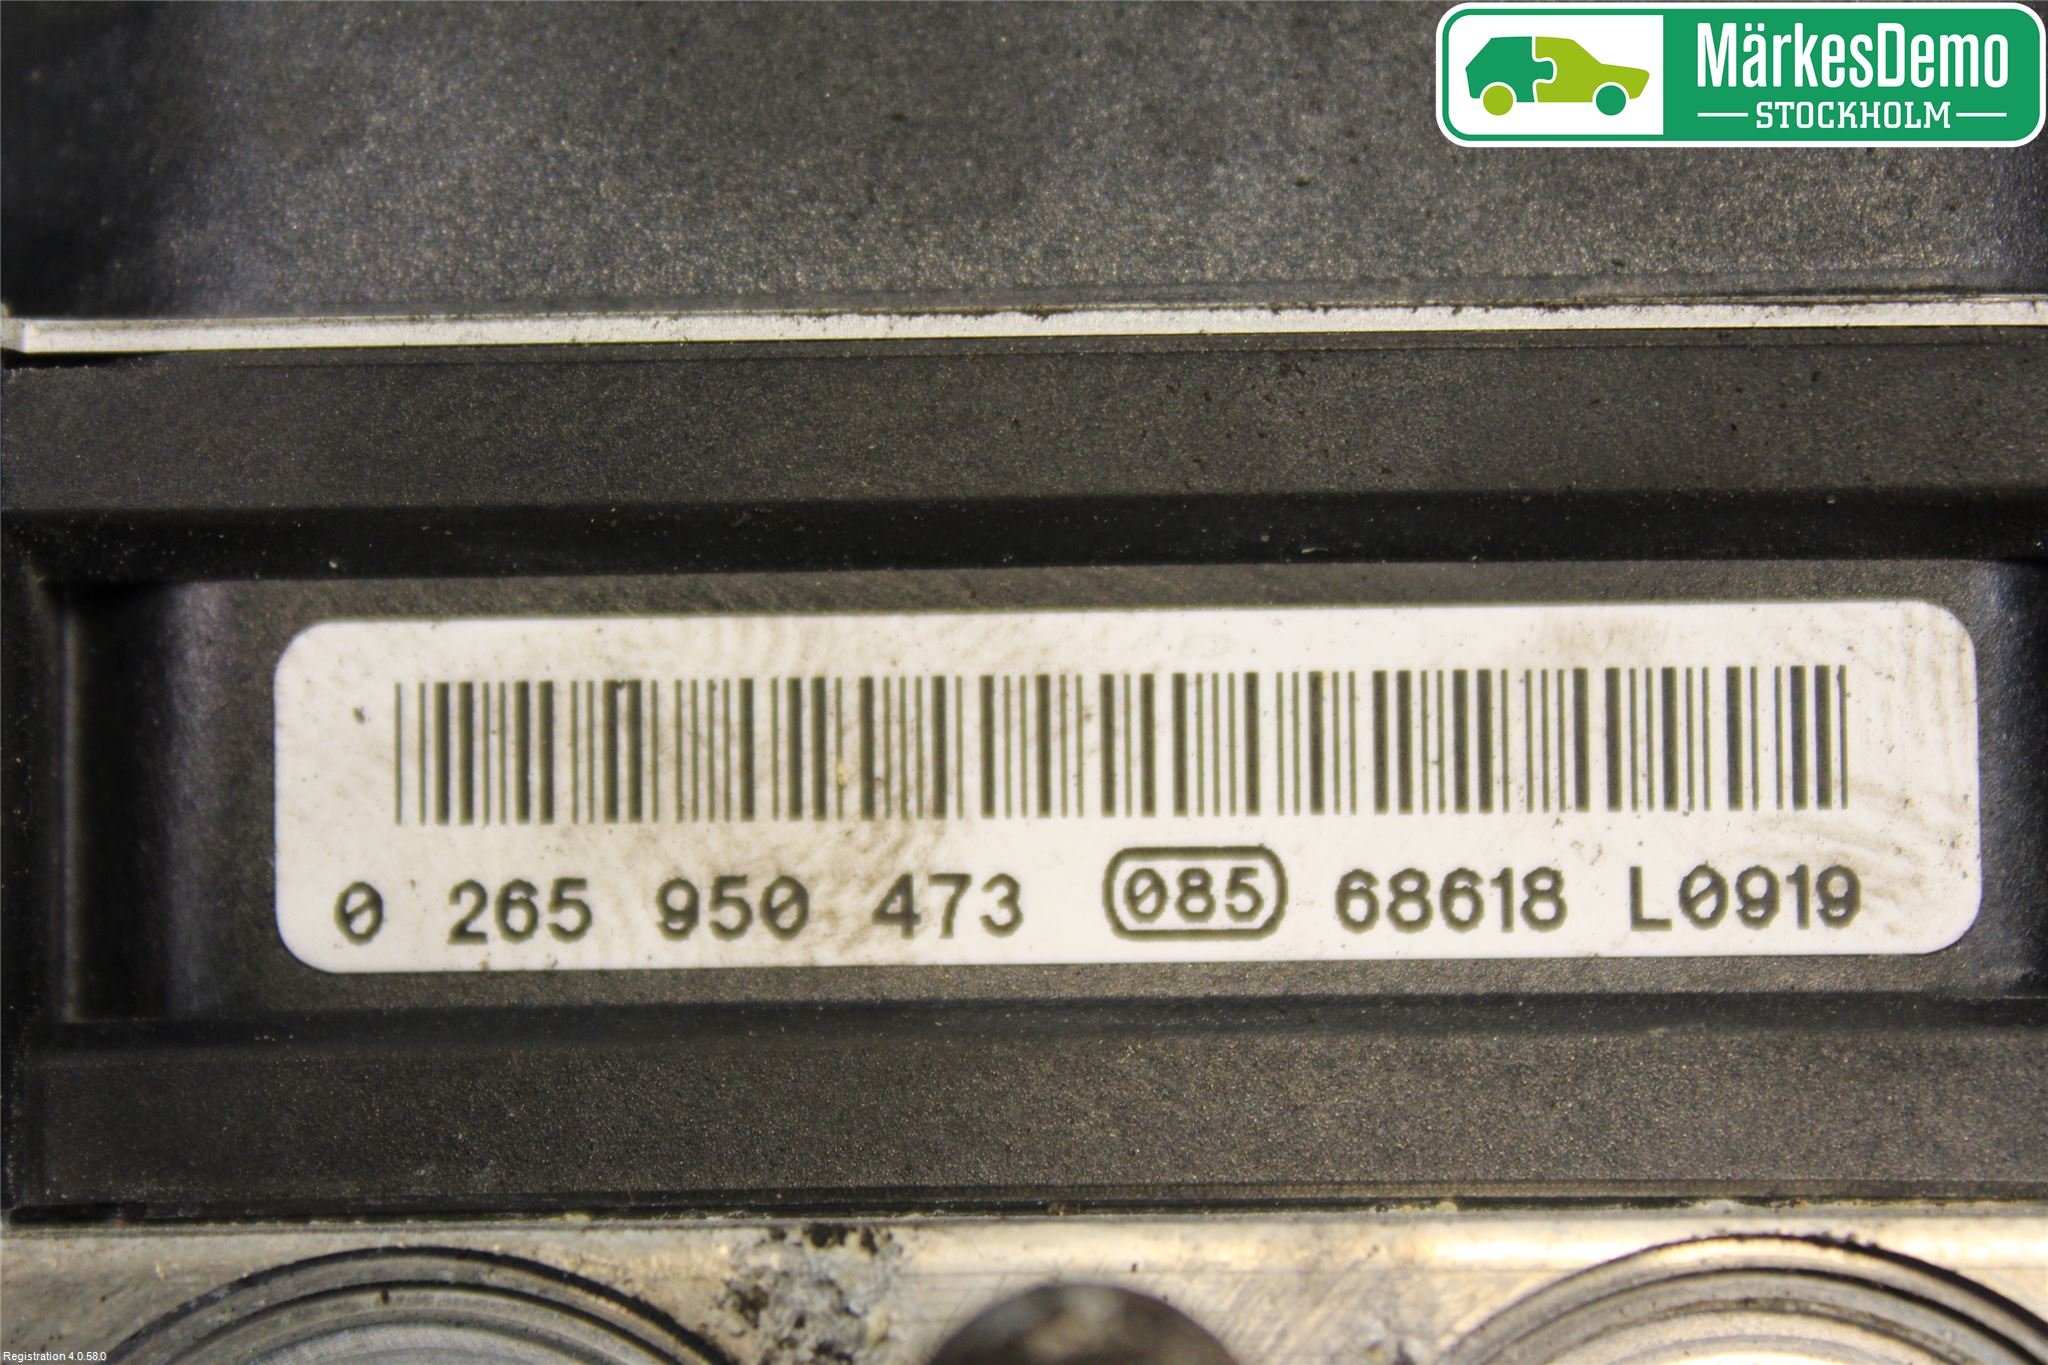 MärkesDemo
STOCKHOLM
0 265 950 473 085 68618 L0919
Registration 4.0.58.0